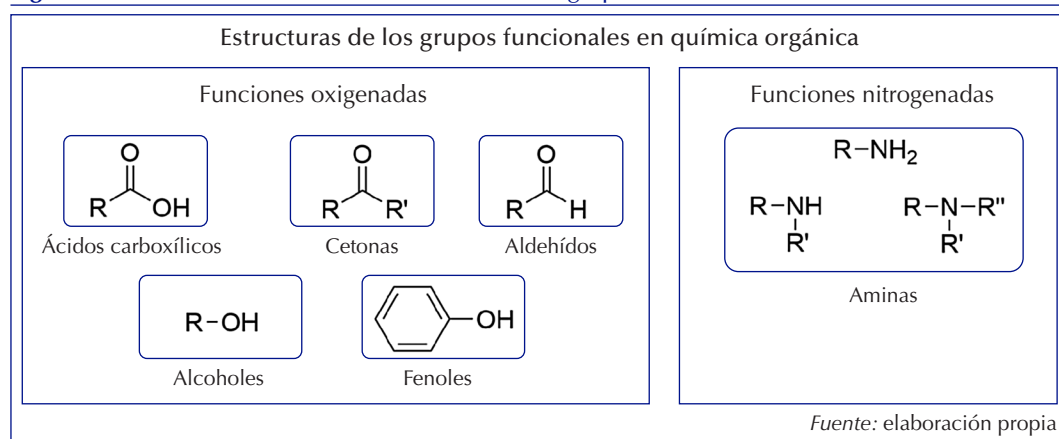 Estructuras de los grupos funcionales en química orgánica
Funciones oxigenadas
O
R
OH
Ácidos carboxílicos
O
R
R'
Cetonas
O
R
H
Aldehídos
R-OH
Alcoholes
OH
Fenoles
Funciones nitrogenadas
R-NH₂
R-NH
R'
R-N-R"
R'
Aminas
Fuente: elaboración propia